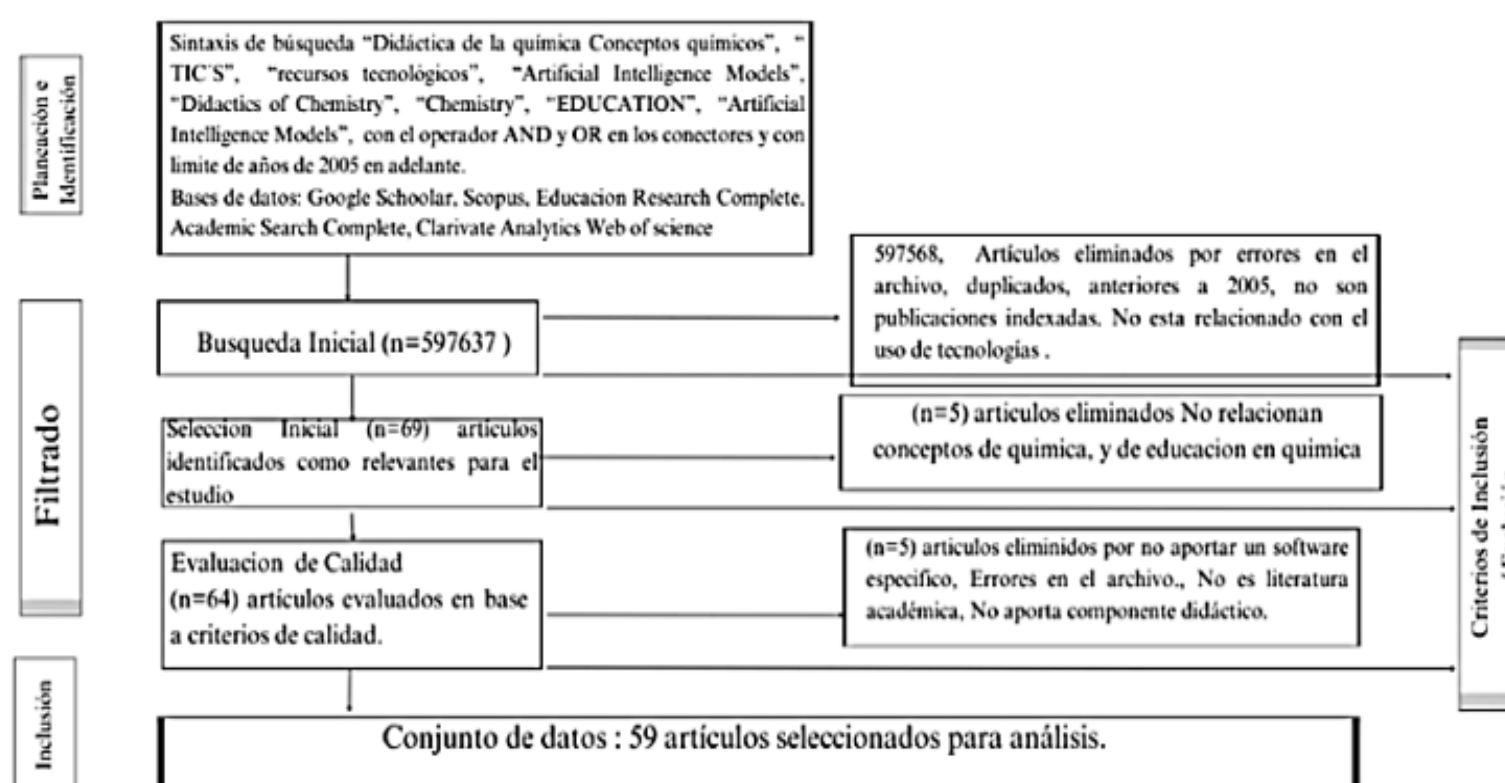 Planeación e
Identificación
Sintaxis de búsqueda “Didáctica de la química Conceptos químicos”, “
TIC'S”, “recursos tecnológicos”, “Artificial Intelligence Models”,
“Didactics of Chemistry”, “Chemistry”, “EDUCATION”, “Artificial
Intelligence Models”, con el operador AND y OR en los conectores y con
limite de años de 2005 en adelante.
Bases de datos: Google Schoolar, Scopus, Educacion Research Complete,
Academic Search Complete, Clarivate Analytics Web of science
Filtrado
Busqueda Inicial (n=597637 )
597568, Artículos eliminados por errores en el
archivo, duplicados, anteriores a 2005, no son
publicaciones indexadas. No esta relacionado con el
uso de tecnologías .
Seleccion Inicial (n=69) articulos
identificados como relevantes para el
estudio
(n=5) articulos eliminados No relacionan
conceptos de quimica, y de educacion en quimica
Evaluacion de Calidad
(n=64) artículos evaluados en base
a criterios de calidad.
(n=5) articulos eliminidos por no aportar un software
especifico, Errores en el archivo., No es literatura
académica, No aporta componente didáctico.
Criterios de Inclusión
Inclusión
Conjunto de datos : 59 artículos seleccionados para análisis.